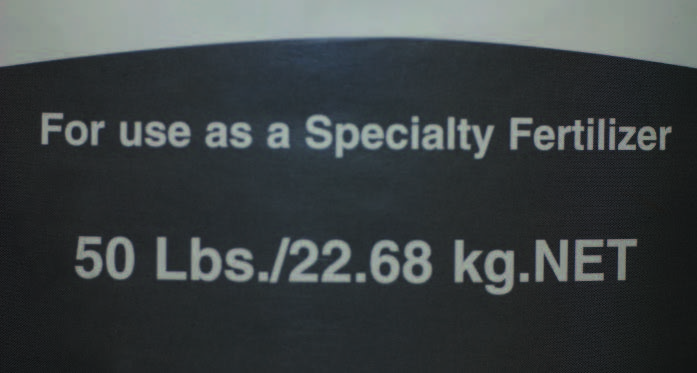 For use as a Specialty Fertilizer
50 Lbs./22.68 kg.NET